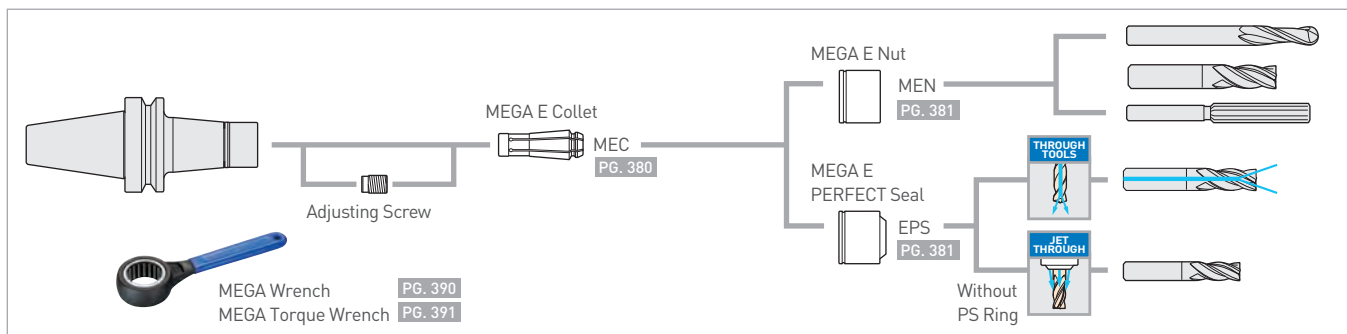 MEGA E Nut
MEN
PG. 381
MEGA E Collet
MEC
PG. 380
Adjusting Screw
MEGA E
PERFECT Seal
EPS
PG. 381
THROUGH
TOOLS
JET
THROUGH
Without
PS Ring
MEGA Wrench PG. 390
MEGA Torque Wrench PG. 391